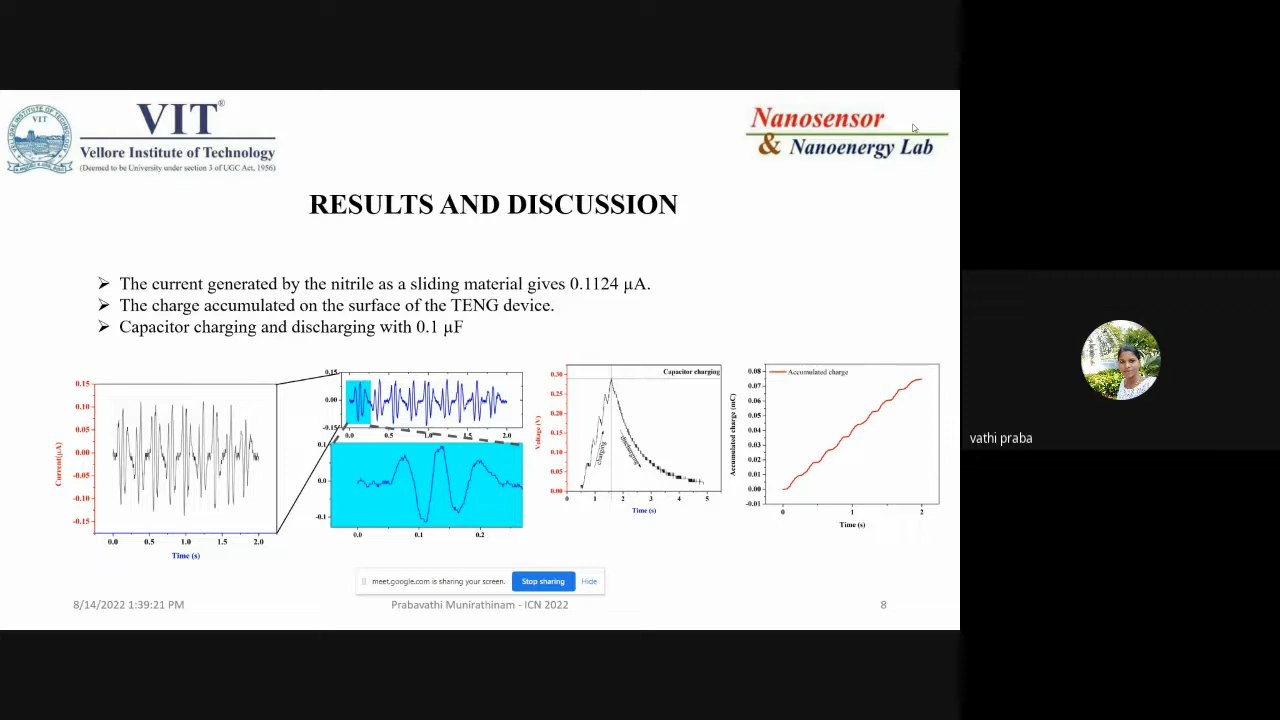 VIT®
Vellore Institute of Technology
(Deemed to be University under section 3 of UGC Act, 1956)
VIT
Nanosensor
& Nanoenergy Lab
RESULTS AND DISCUSSION
➢ The current generated by the nitrile as a sliding material gives 0.1124 µA.
➢ The charge accumulated on the surface of the TENG device.
➢ Capacitor charging and discharging with 0.1 µF
0.15
0.10
0.05
0.00
-0.05
-0.10
-0.15
Current(µA)
0.0 0.5 1.0 1.5 2.0
Time (s)
0.15
0.00
-0.15
0.0 0.5 1.0 1.5 2.0
0.1
0.0
-0.1
0.0 0.1 0.2
Voltage (V)
0.30
0.25
0.20
0.15
0.10
0.05
0.00
Capacitor charging
charging
discharging
0 1 2 3 4 5
Time (s)
Accumulated charge (mC)
0.08
0.07
0.06
0.05
0.04
0.03
0.02
0.01
0.00
-0.01
Accumulated charge
0 1 2
Time (s)
meet.google.com is sharing your screen. Stop sharing Hide
8/14/2022 1:39:21 PM Prabavathi Munirathinam - ICN 2022 8
vathi praba